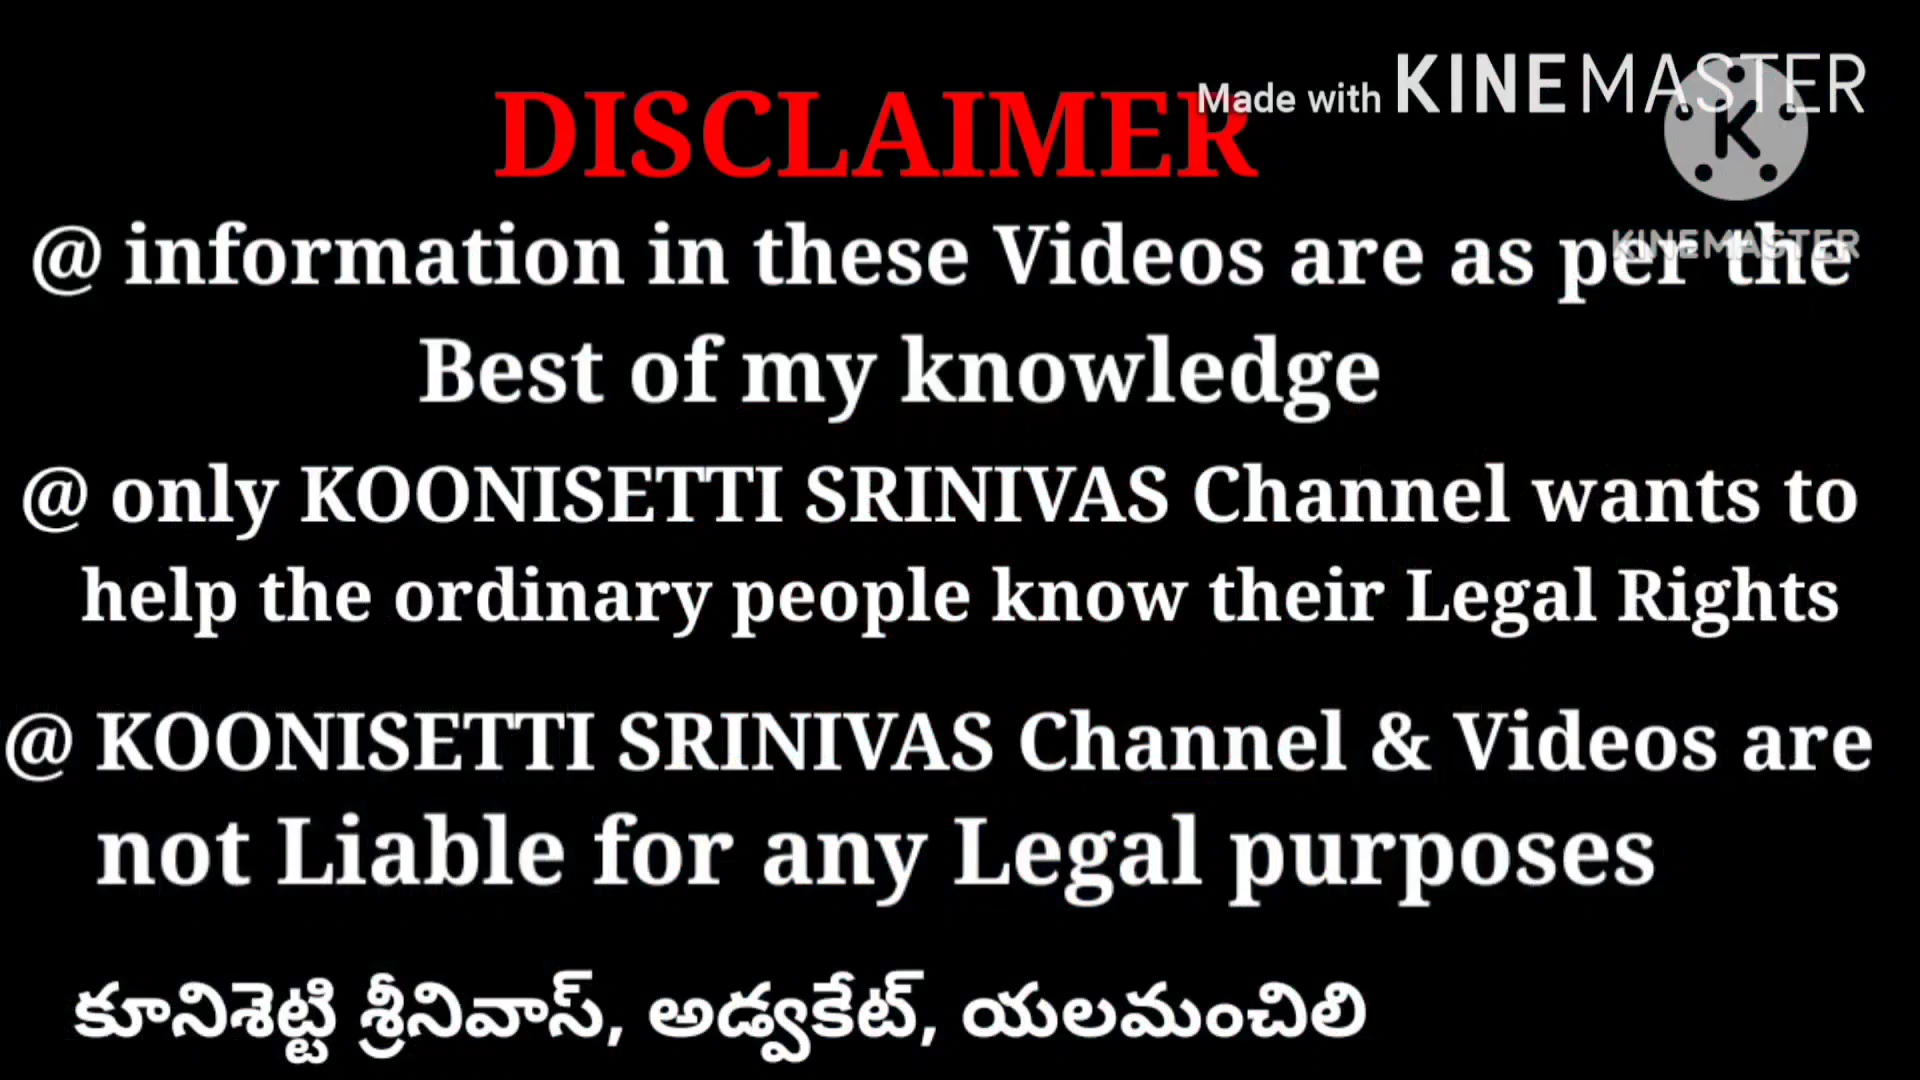 Made with KINEMASTER
DISCLAIMER
K
KINEMASTER
@ information in these Videos are as per the
Best of my knowledge
@ only KOONISETTI SRINIVAS Channel wants to
help the ordinary people know their Legal Rights
@ KOONISETTI SRINIVAS Channel & Videos are
not Liable for any Legal purposes
కూనిశెట్టి శ్రీనివాస్, అడ్వకేట్, యలమంచిలి